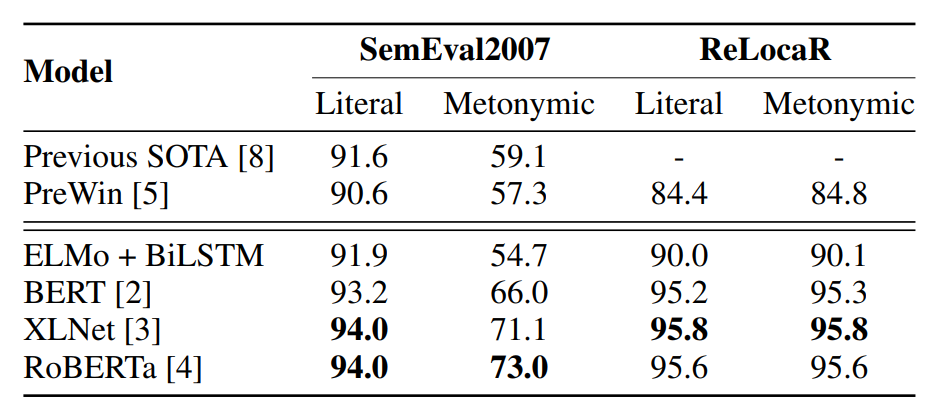 Model SemEval2007 ReLocaR
Literal Metonymic Literal Metonymic
Previous SOTA [8] 91.6 59.1 - -
PreWin [5] 90.6 57.3 84.4 84.8
ELMo + BiLSTM 91.9 54.7 90.0 90.1
BERT [2] 93.2 66.0 95.2 95.3
XLNet [3] 94.0 71.1 95.8 95.8
RoBERTa [4] 94.0 73.0 95.6 95.6